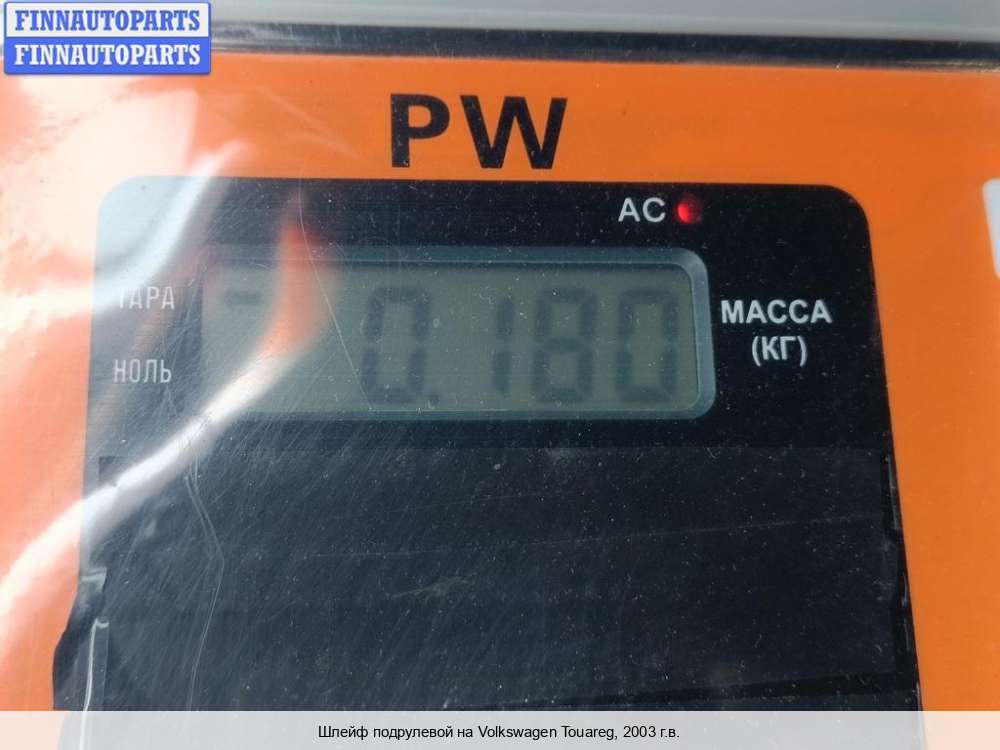 FINNAUTOPARTS
FINNAUTOPARTS
PW
AC
ТАРА
0.180
МАССА
(КГ)
НОЛЬ
Шлейф подрулевой на Volkswagen Touareg, 2003 г.в.